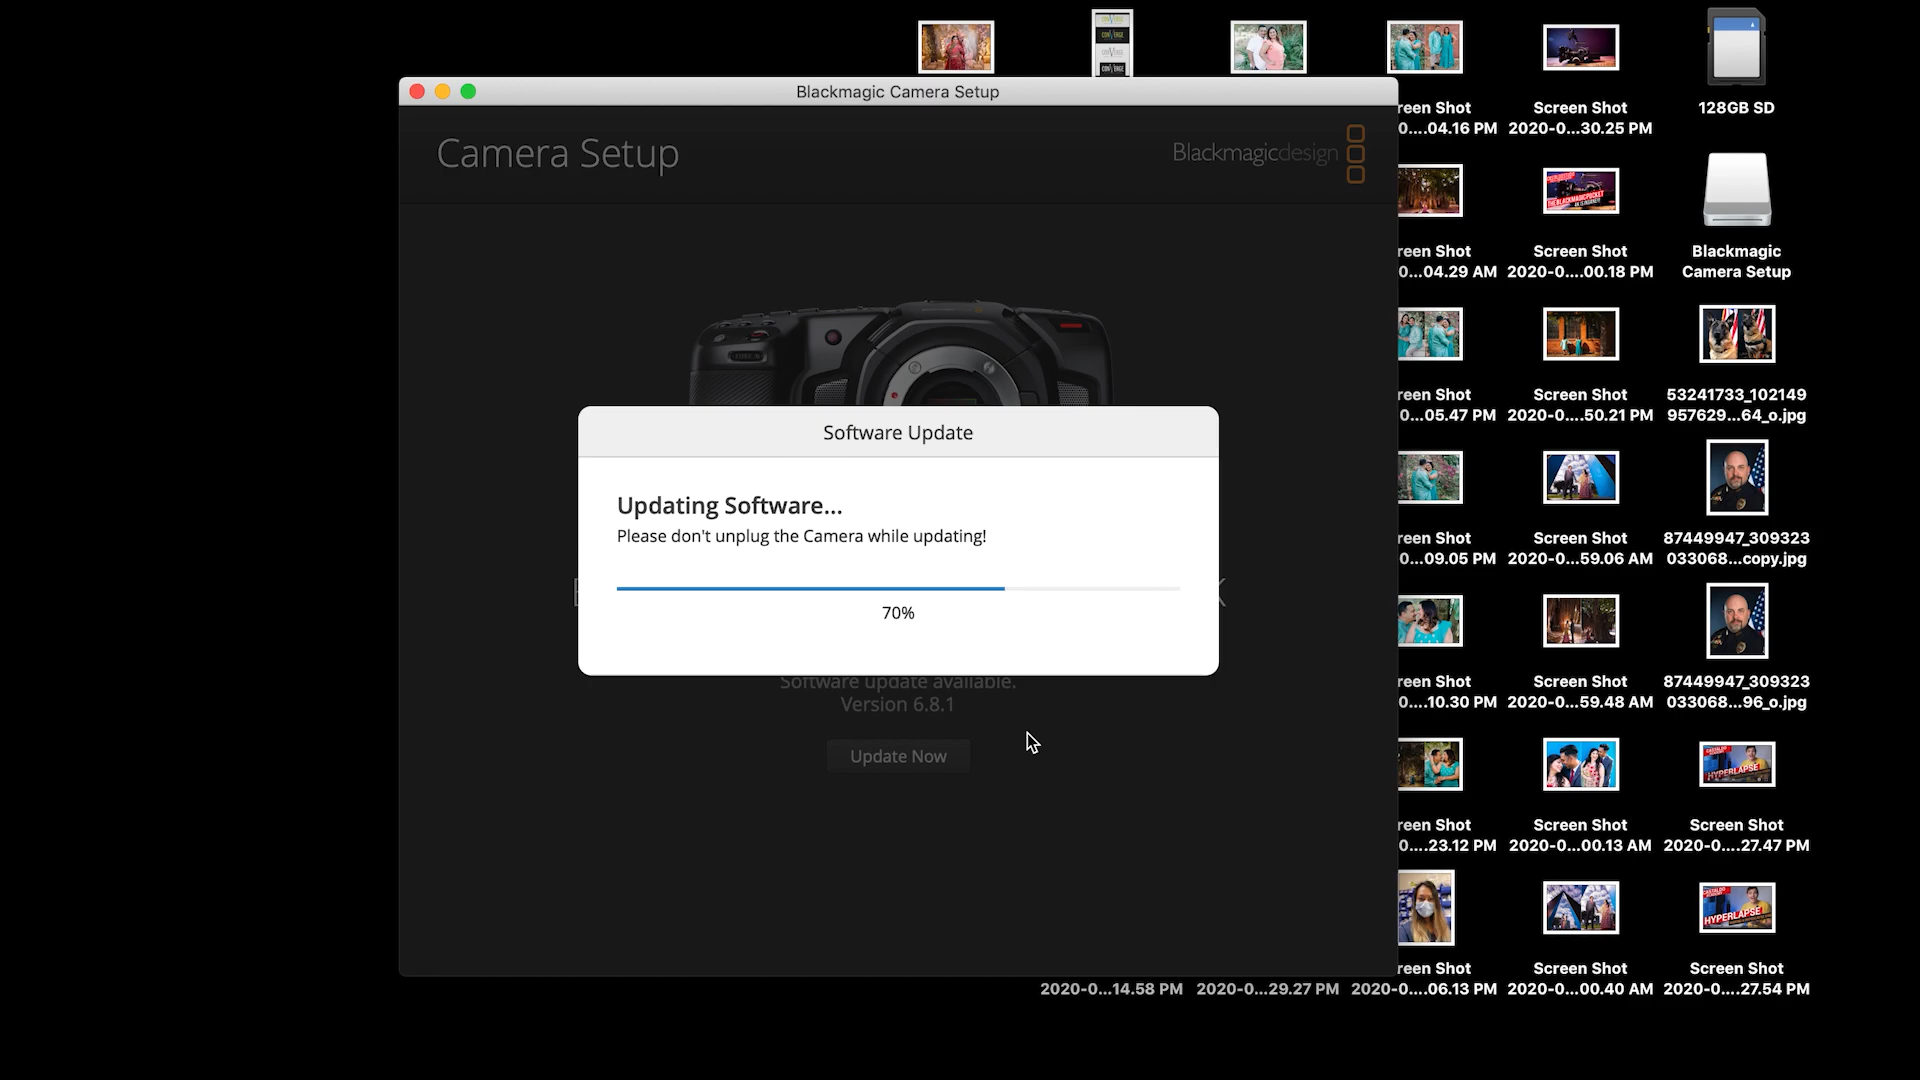 Blackmagic Camera Setup
Camera Setup
Blackmagicdesign
Software Update
Updating Software...
Please don't unplug the Camera while updating!
70%
Software update available.
Version 6.8.1
Update Now
128GB SD
Blackmagic
Camera Setup
53241733_102149
957629...64_o.jpg
87449947_309323
033068...copy.jpg
87449947_309323
033068...96_o.jpg
Screen Shot
2020-0....27.47 PM
Screen Shot
2020-0....27.54 PM
Screen Shot
2020-0...30.25 PM
Screen Shot
2020-0....00.18 PM
Screen Shot
2020-0....50.21 PM
Screen Shot
2020-0...59.06 AM
Screen Shot
2020-0...59.48 AM
Screen Shot
2020-0...00.13 AM
Screen Shot
2020-0...00.40 AM
reen Shot
0....04.16 PM
reen Shot
0...04.29 AM
reen Shot
0...05.47 PM
reen Shot
0...09.05 PM
reen Shot
0....10.30 PM
reen Shot
0....23.12 PM
reen Shot
2020-0....06.13 PM
2020-0...29.27 PM
2020-0...14.58 PM
HYPERLAPSE
HYPERLAPSE